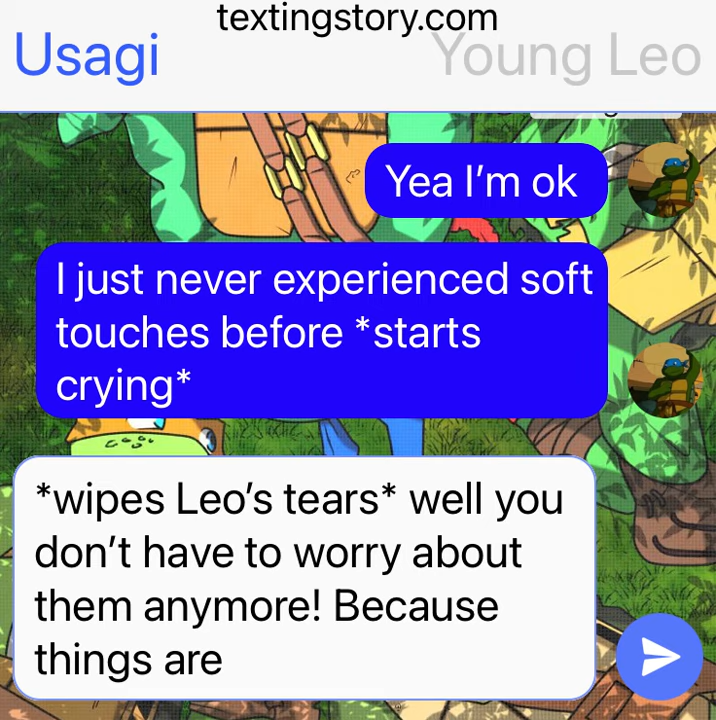 textingstory.com
Usagi
Young Leo
Yea I'm ok
I just never experienced soft
touches before *starts
crying*
*wipes Leo's tears* well you
don't have to worry about
them anymore! Because
things are